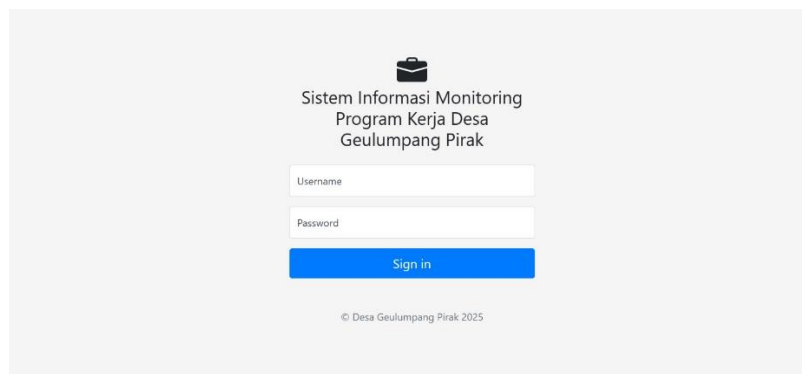 Sistem Informasi Monitoring
Program Kerja Desa
Geulumpang Pirak
Username
Password
Sign in
© Desa Geulumpang Pirak 2025